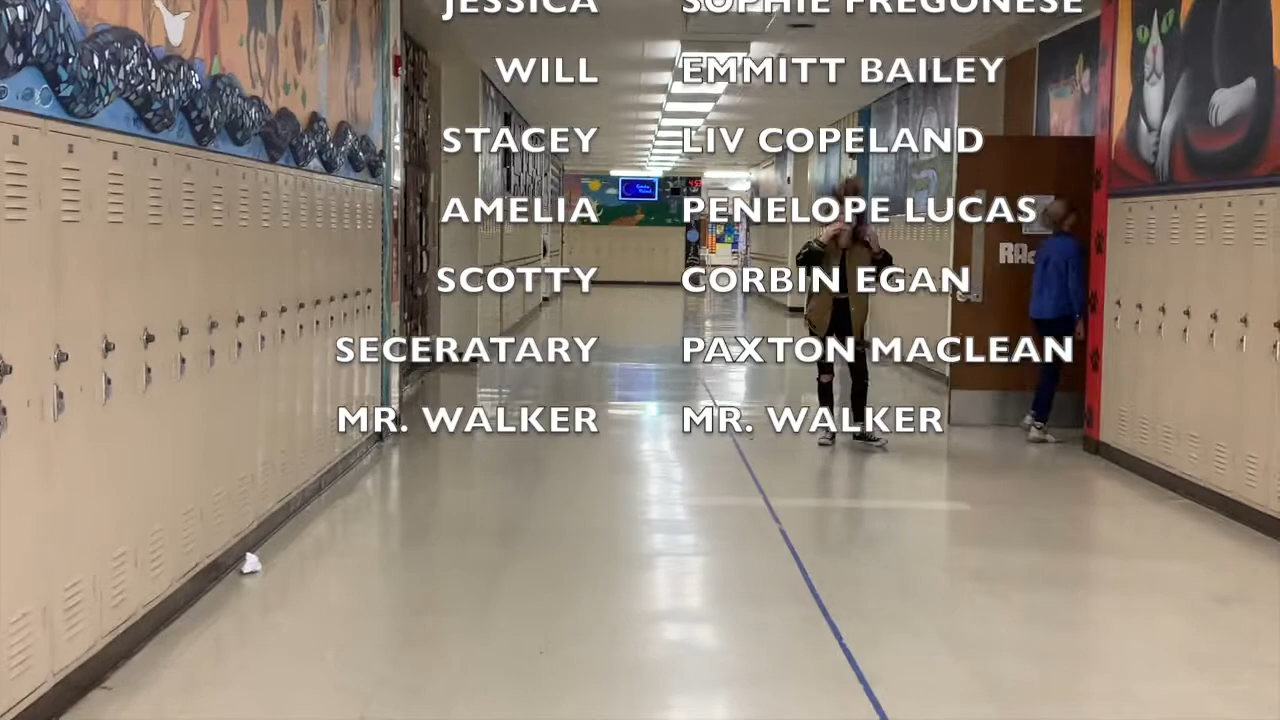 JESSICA SOPHIE FREGONESE
WILL EMMITT BAILEY
STACEY LIV COPELAND
AMELIA PENELOPE LUCAS
SCOTTY CORBIN EGAN
SECERATARY PAXTON MACLEAN
MR. WALKER MR. WALKER